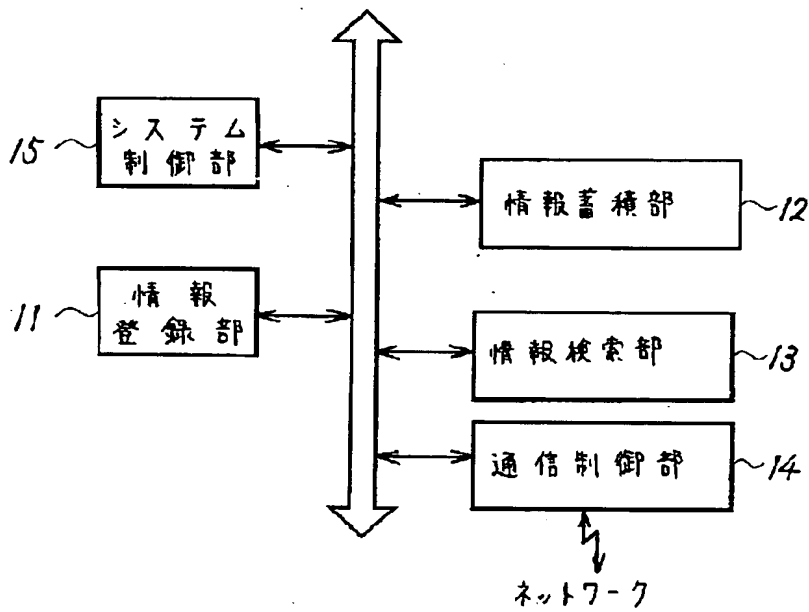 システム
制御部
15
情報蓄積部
12
情報
登録部
11
情報検索部
13
通信制御部
14
ネットワーク